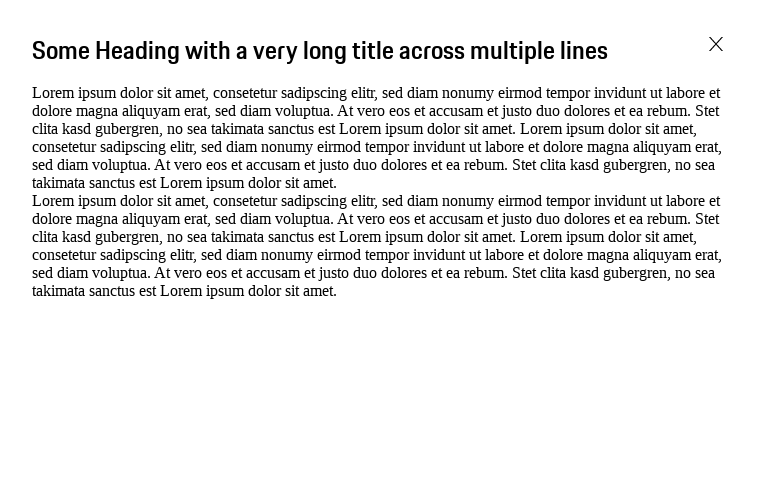 Some Heading with a very long title across multiple lines
Lorem ipsum dolor sit amet, consetetur sadipscing elitr, sed diam nonumy eirmod tempor invidunt ut labore et
dolore magna aliquyam erat, sed diam voluptua. At vero eos et accusam et justo duo dolores et ea rebum. Stet
clita kasd gubergren, no sea takimata sanctus est Lorem ipsum dolor sit amet. Lorem ipsum dolor sit amet,
consetetur sadipscing elitr, sed diam nonumy eirmod tempor invidunt ut labore et dolore magna aliquyam erat,
sed diam voluptua. At vero eos et accusam et justo duo dolores et ea rebum. Stet clita kasd gubergren, no sea
takimata sanctus est Lorem ipsum dolor sit amet.
Lorem ipsum dolor sit amet, consetetur sadipscing elitr, sed diam nonumy eirmod tempor invidunt ut labore et
dolore magna aliquyam erat, sed diam voluptua. At vero eos et accusam et justo duo dolores et ea rebum. Stet
clita kasd gubergren, no sea takimata sanctus est Lorem ipsum dolor sit amet. Lorem ipsum dolor sit amet,
consetetur sadipscing elitr, sed diam nonumy eirmod tempor invidunt ut labore et dolore magna aliquyam erat,
sed diam voluptua. At vero eos et accusam et justo duo dolores et ea rebum. Stet clita kasd gubergren, no sea
takimata sanctus est Lorem ipsum dolor sit amet.